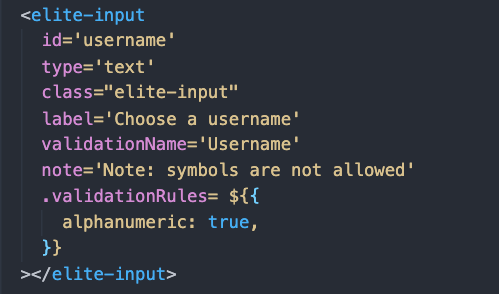 <elite-input
id='username'
type='text'
class="elite-input"
label='Choose a username'
validationName='Username'
note='Note: symbols are not allowed'
.validationRules= ${{
alphanumeric: true,
}}
></elite-input>